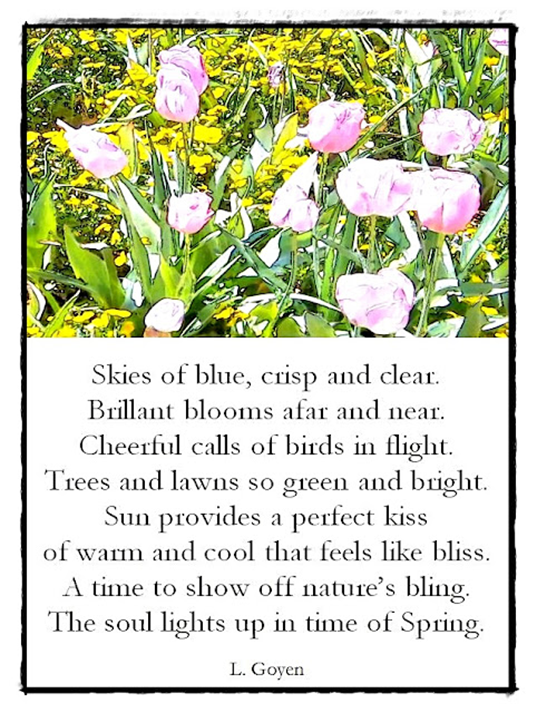 Skies of blue, crisp and clear.
Brillant blooms afar and near.
Cheerful calls of birds in flight.
Trees and lawns so green and bright.
Sun provides a perfect kiss
of warm and cool that feels like bliss.
A time to show off nature's bling.
The soul lights up in time of Spring.
L. Goyen